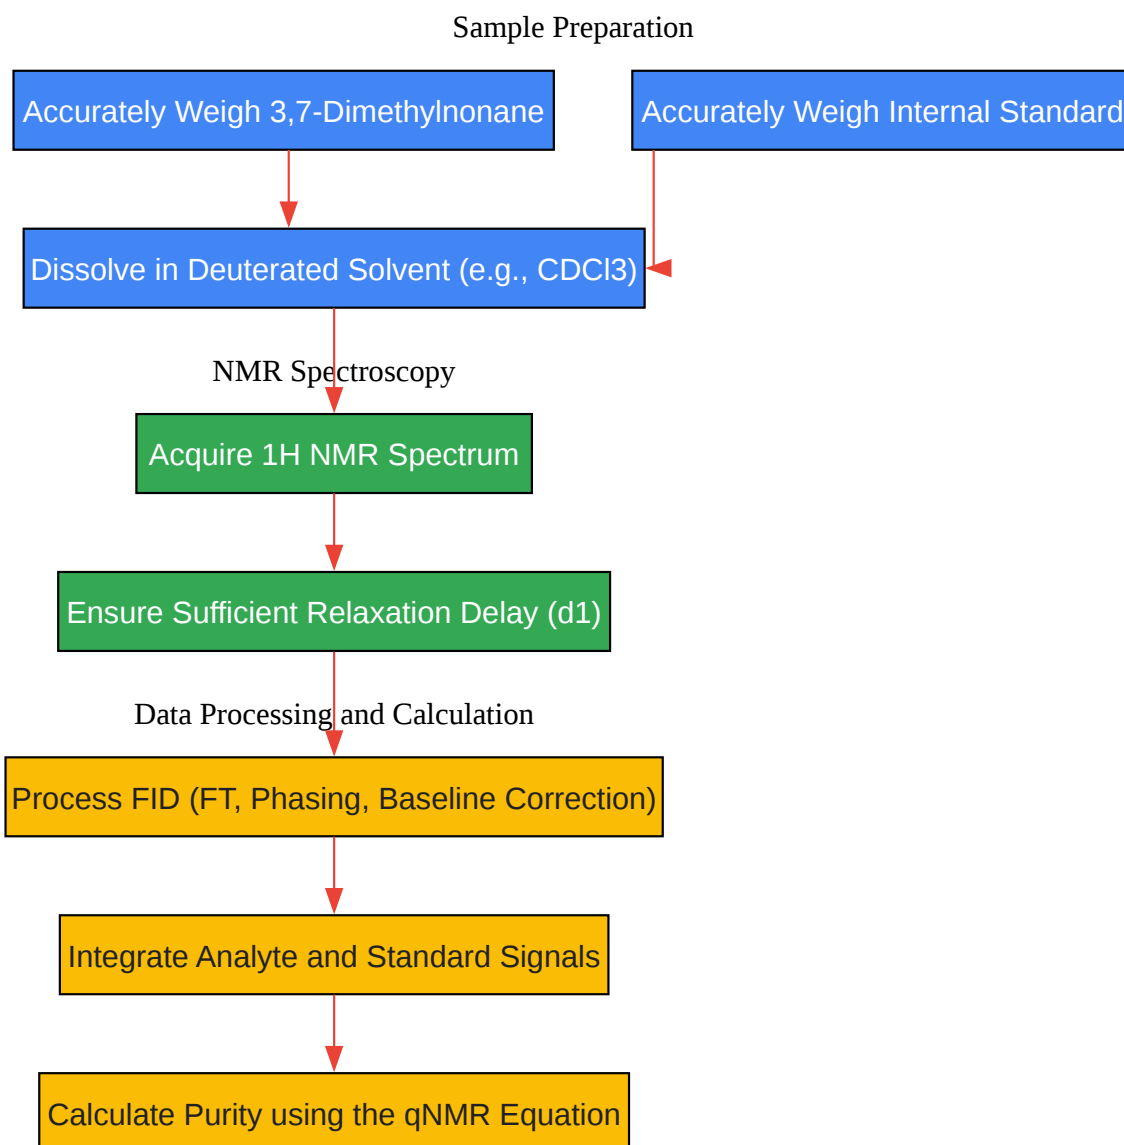 Sample Preparation
Accurately Weigh 3,7-Dimethylnonane
Accurately Weigh Internal Standard
Dissolve in Deuterated Solvent (e.g., CDCl3)
NMR Spectroscopy
Acquire 1H NMR Spectrum
Ensure Sufficient Relaxation Delay (d1)
Data Processing and Calculation
Process FID (FT, Phasing, Baseline Correction)
Integrate Analyte and Standard Signals
Calculate Purity using the qNMR Equation